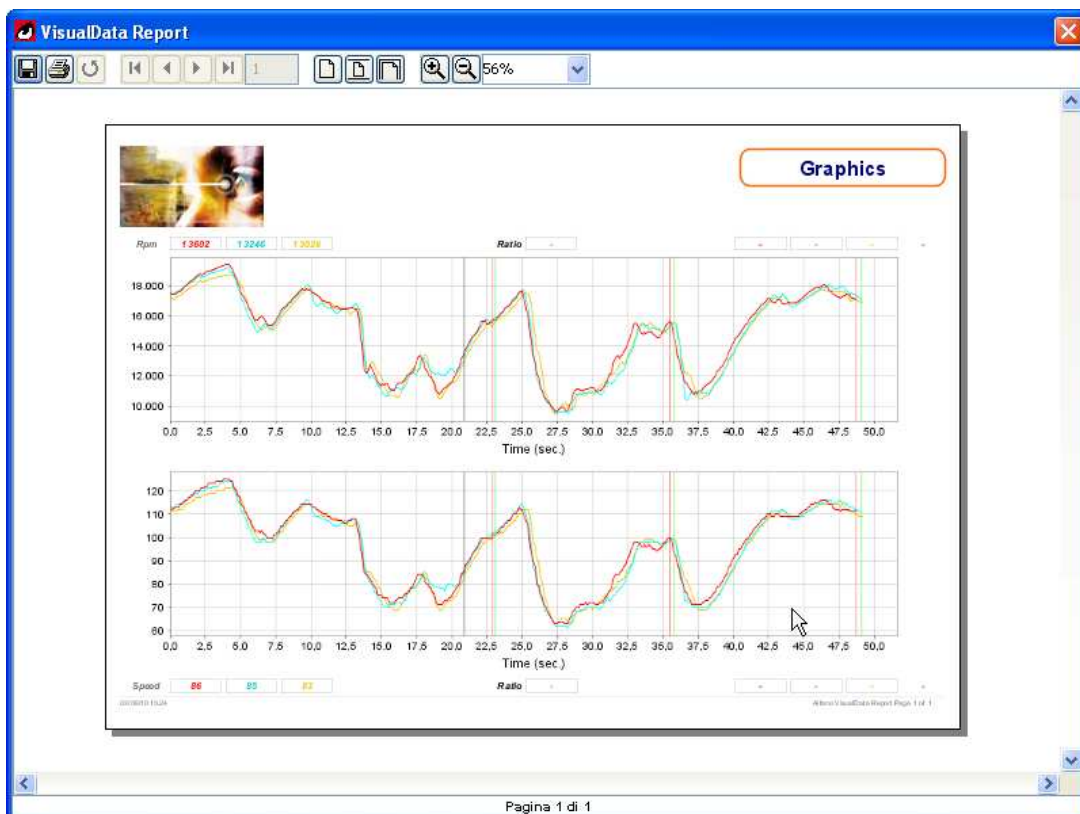 VisualData Report
1
56%
Graphics
Rpm 13602 13246 13026 Ratio - - - - -
18.000
16.000
14.000
12.000
10.000
0,0 2,5 5,0 7,5 10,0 12,5 15,0 17,5 20,0 22,5 25,0 27,5 30,0 32,5 35,0 37,5 40,0 42,5 45,0 47,5 50,0
Time (sec.)
120
110
100
90
80
70
60
0,0 2,5 5,0 7,5 10,0 12,5 15,0 17,5 20,0 22,5 25,0 27,5 30,0 32,5 35,0 37,5 40,0 42,5 45,0 47,5 50,0
Time (sec.)
Speed 86 85 83 Ratio - - - - -
VisualData Report Page 1 of 1
Pagina 1 di 1